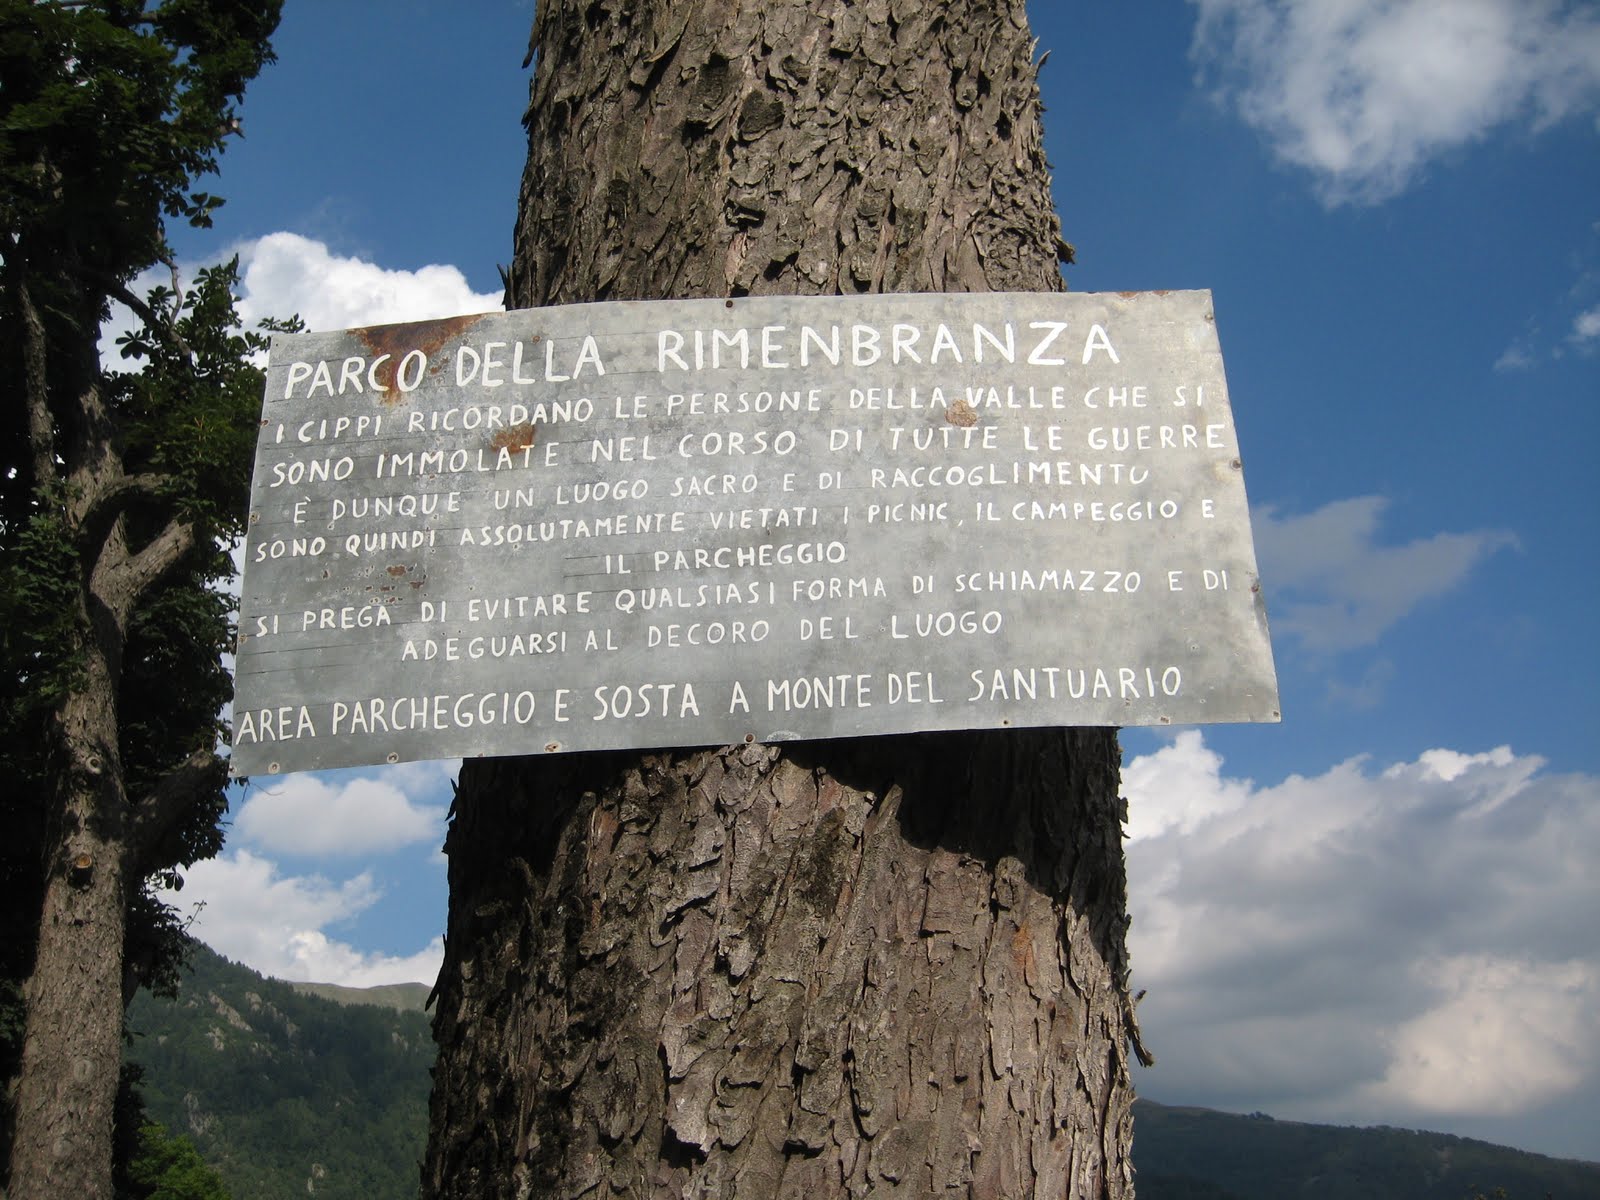 PARCO DELLA RIMENBRANZA
I CIPPI RICORDANO LE PERSONE DELLA VALLE CHE SI
SONO IMMOLATE NEL CORSO DI TUTTE LE GUERRE
È DUNQUE UN LUOGO SACRO E DI RACCOGLIMENTO
SONO QUINDI ASSOLUTAMENTE VIETATI I PICNIC, IL CAMPEGGIO E
IL PARCHEGGIO
SI PREGA DI EVITARE QUALSIASI FORMA DI SCHIAMAZZO E DI
ADEGUARSI AL DECORO DEL LUOGO
AREA PARCHEGGIO E SOSTA A MONTE DEL SANTUARIO